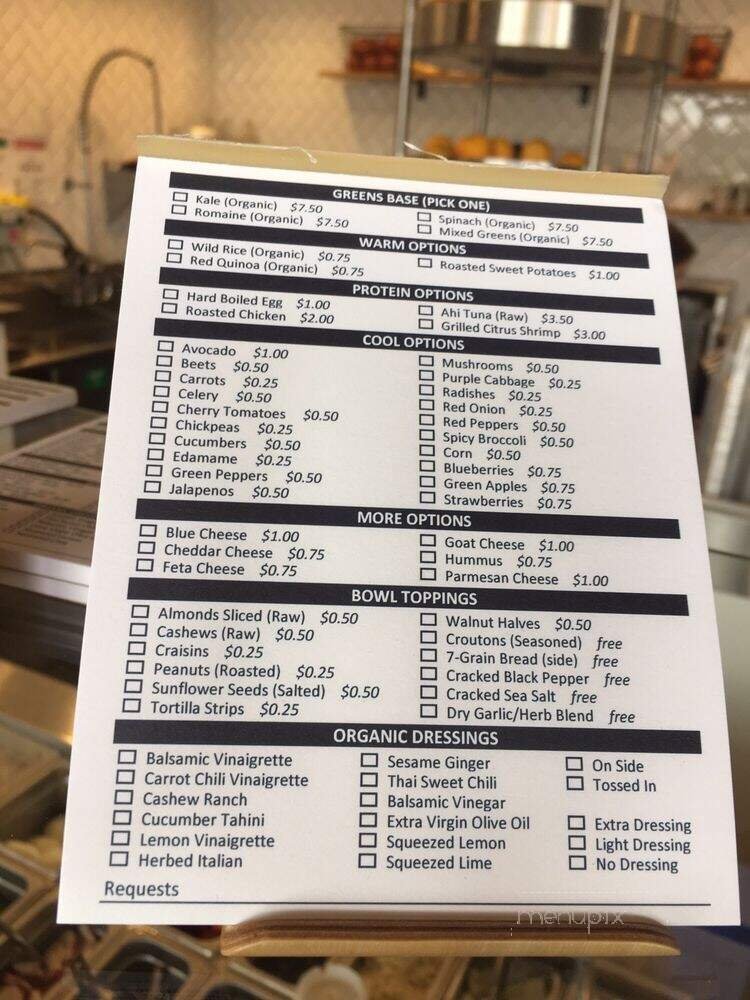 GREENS BASE (PICK ONE)
Kale (Organic) $7.50
Romaine (Organic) $7.50
Spinach (Organic) $7.50
Mixed Greens (Organic) $7.50
WARM OPTIONS
Wild Rice (Organic) $0.75
Red Quinoa (Organic) $0.75
Roasted Sweet Potatoes $1.00
PROTEIN OPTIONS
Hard Boiled Egg $1.00
Roasted Chicken $2.00
Ahi Tuna (Raw) $3.50
Grilled Citrus Shrimp $3.00
COOL OPTIONS
Avocado $1.00
Beets $0.50
Carrots $0.25
Celery $0.50
Cherry Tomatoes $0.50
Chickpeas $0.25
Cucumbers $0.50
Edamame $0.25
Green Peppers $0.50
Jalapenos $0.50
Mushrooms $0.50
Purple Cabbage $0.25
Radishes $0.25
Red Onion $0.25
Red Peppers $0.50
Spicy Broccoli $0.50
Corn $0.50
Blueberries $0.75
Green Apples $0.75
Strawberries $0.75
MORE OPTIONS
Blue Cheese $1.00
Cheddar Cheese $0.75
Feta Cheese $0.75
Goat Cheese $1.00
Hummus $0.75
Parmesan Cheese $1.00
BOWL TOPPINGS
Almonds Sliced (Raw) $0.50
Cashews (Raw) $0.50
Craisins $0.25
Peanuts (Roasted) $0.25
Sunflower Seeds (Salted) $0.50
Tortilla Strips $0.25
Walnut Halves $0.50
Croutons (Seasoned) free
7-Grain Bread (side) free
Cracked Black Pepper free
Cracked Sea Salt free
Dry Garlic/Herb Blend free
ORGANIC DRESSINGS
Balsamic Vinaigrette
Carrot Chili Vinaigrette
Cashew Ranch
Cucumber Tahini
Lemon Vinaigrette
Herbed Italian
Sesame Ginger
Thai Sweet Chili
Balsamic Vinegar
Extra Virgin Olive Oil
Squeezed Lemon
Squeezed Lime
On Side
Tossed In
Extra Dressing
Light Dressing
No Dressing
Requests
menupix